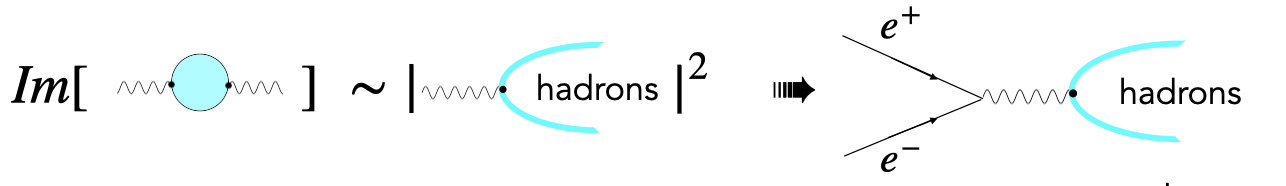 Im[ ] ~ | hadrons |² ➠ e⁺ e⁻ hadrons